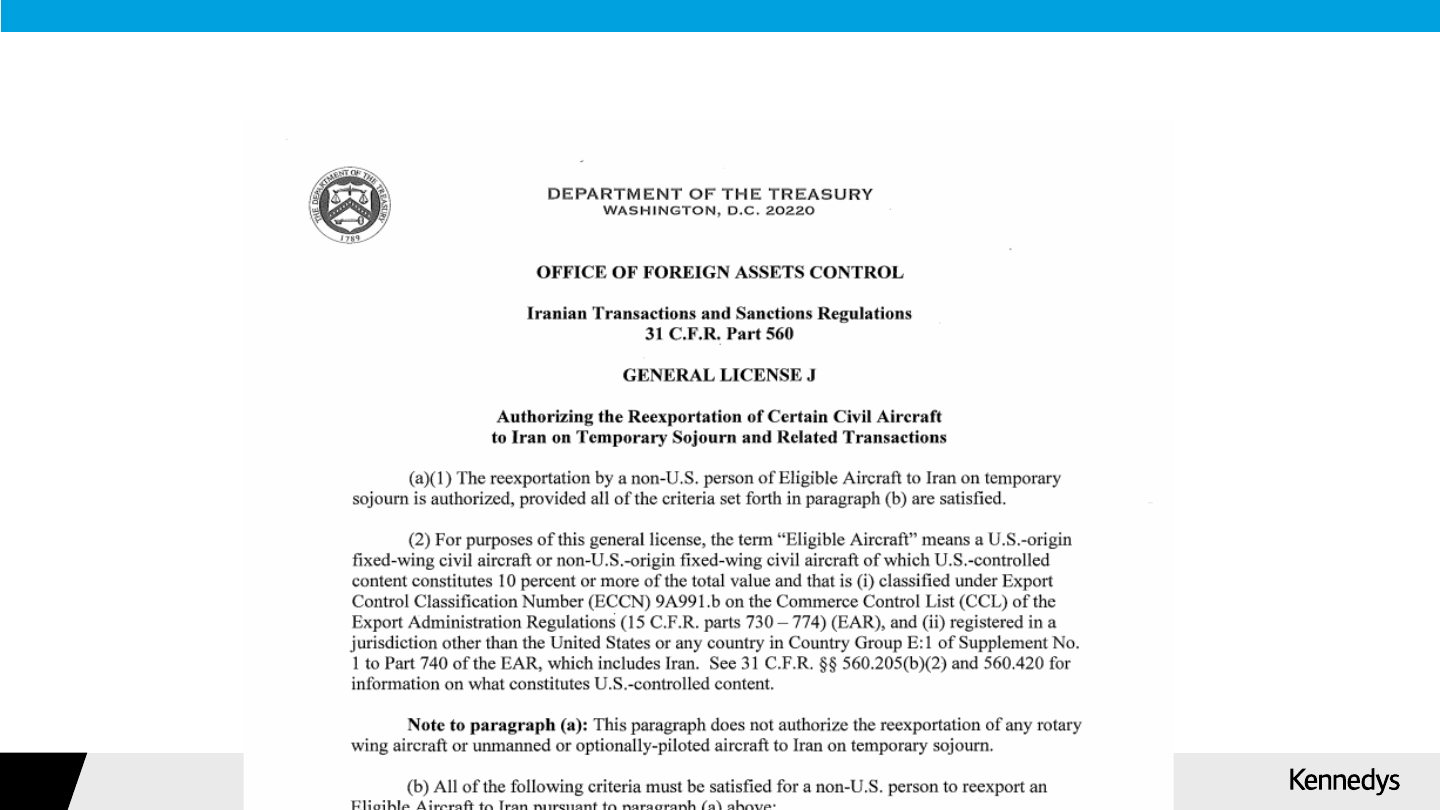 THE DEPARTMENT OF THE TREASURY
1789
DEPARTMENT OF THE TREASURY
WASHINGTON, D.C. 20220
OFFICE OF FOREIGN ASSETS CONTROL
Iranian Transactions and Sanctions Regulations
31 C.F.R. Part 560
GENERAL LICENSE J
Authorizing the Reexportation of Certain Civil Aircraft
to Iran on Temporary Sojourn and Related Transactions
(a)(1) The reexportation by a non-U.S. person of Eligible Aircraft to Iran on temporary
sojourn is authorized, provided all of the criteria set forth in paragraph (b) are satisfied.
(2) For purposes of this general license, the term “Eligible Aircraft” means a U.S.-origin
fixed-wing civil aircraft or non-U.S.-origin fixed-wing civil aircraft of which U.S.-controlled
content constitutes 10 percent or more of the total value and that is (i) classified under Export
Control Classification Number (ECCN) 9A991.b on the Commerce Control List (CCL) of the
Export Administration Regulations (15 C.F.R. parts 730 – 774) (EAR), and (ii) registered in a
jurisdiction other than the United States or any country in Country Group E:1 of Supplement No.
1 to Part 740 of the EAR, which includes Iran. See 31 C.F.R. §§ 560.205(b)(2) and 560.420 for
information on what constitutes U.S.-controlled content.
Note to paragraph (a): This paragraph does not authorize the reexportation of any rotary
wing aircraft or unmanned or optionally-piloted aircraft to Iran on temporary sojourn.
(b) All of the following criteria must be satisfied for a non-U.S. person to reexport an
Eligible Aircraft to Iran pursuant to paragraph (a) above:
Kennedys